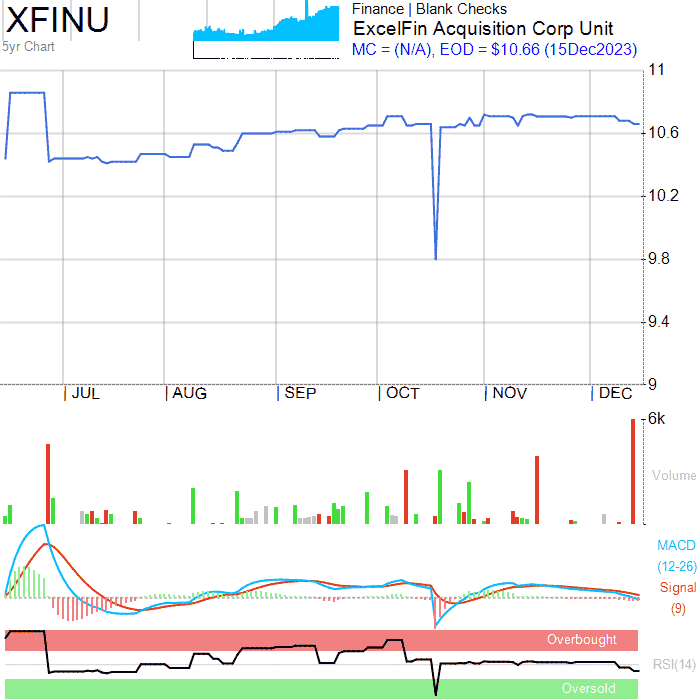 XFINU
5yr Chart
Finance | Blank Checks
ExcelFin Acquisition Corp Unit
MC = (N/A), EOD = $10.66 (15Dec2023)
11
10.6
10.2
9.8
9.4
9
JUL AUG SEP OCT NOV DEC
6k
Volume
MACD
(12-26)
Signal
(9)
Overbought
RSI(14)
Oversold